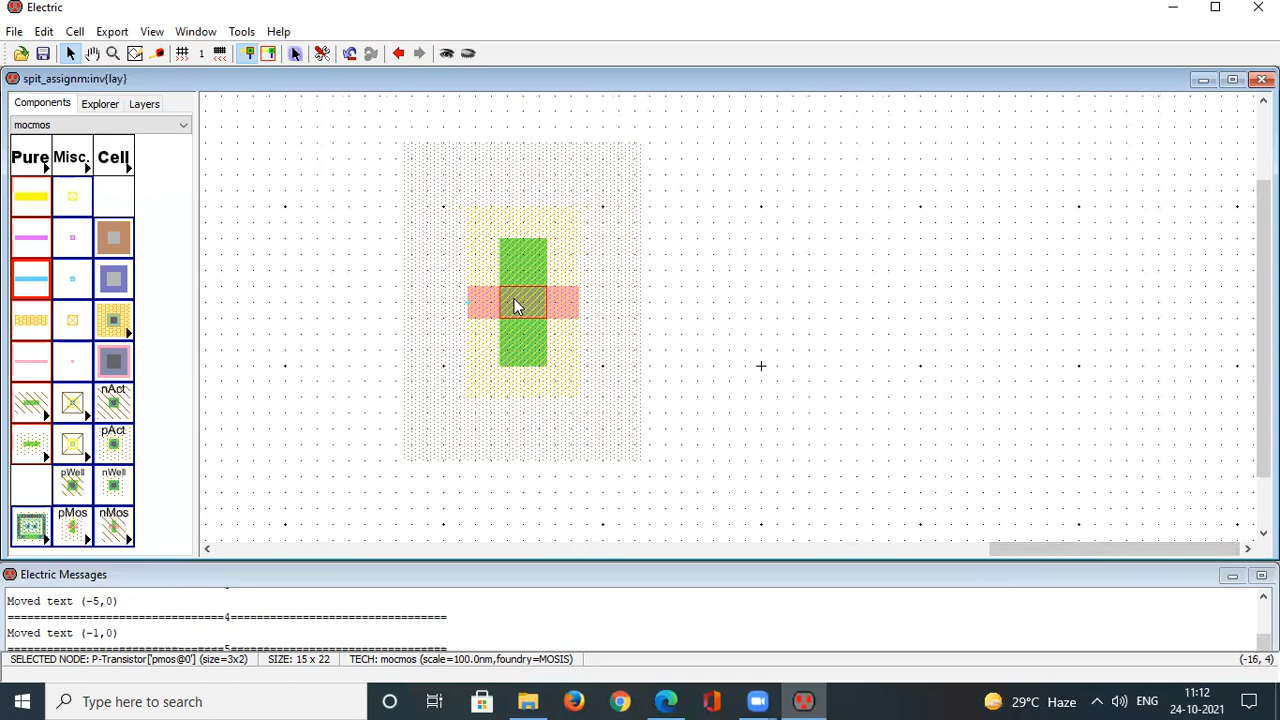 Electric
File Edit Cell Export View Window Tools Help
1
spit_assignm:inv{lay}
Components Explorer Layers
mocmos
Pure Misc. Cell
nAct
pAct
pWell nWell
pMos nMos
Electric Messages
Moved text (-5,0)
=================================4=================================
Moved text (-1,0)
=================================5=================================
SELECTED NODE: P-Transistor['pmos@0'] (size=3x2) SIZE: 15 x 22 TECH: mocmos (scale=100.0nm,foundry=MOSIS) (-16, 4)
Type here to search
29°C Haze ENG 11:12
24-10-2021